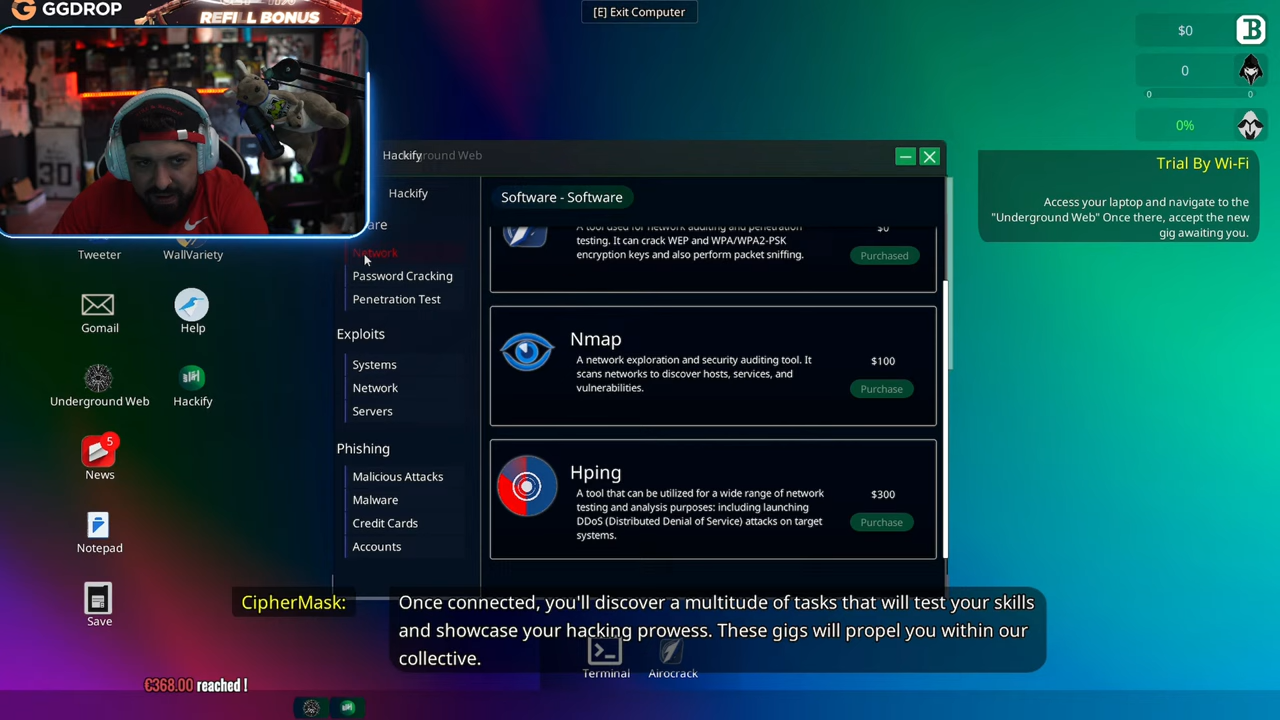 GGDROP
REFILL BONUS
[E] Exit Computer
$0
0
0 0
0%
Trial By Wi-Fi
Access your laptop and navigate to the
"Underground Web" Once there, accept the new
gig awaiting you.
30
Tweeter
WallVariety
Gomail
Help
Underground Web
Hackify
5
News
Notepad
Save
Hackify
Hackify
Network
Password Cracking
Penetration Test
Exploits
Systems
Network
Servers
Phishing
Malicious Attacks
Malware
Credit Cards
Accounts
Software - Software
A tool used for network auditing and penetration
testing. It can crack WEP and WPA/WPA2-PSK
encryption keys and also perform packet sniffing.
$0
Purchased
Nmap
A network exploration and security auditing tool. It
scans networks to discover hosts, services, and
vulnerabilities.
$100
Purchase
Hping
A tool that can be utilized for a wide range of network
testing and analysis purposes: including launching
DDoS (Distributed Denial of Service) attacks on target
systems.
$300
Purchase
CipherMask:
Once connected, you'll discover a multitude of tasks that will test your skills
and showcase your hacking prowess. These gigs will propel you within our
collective.
Terminal
Airocrack
€368.00 reached !